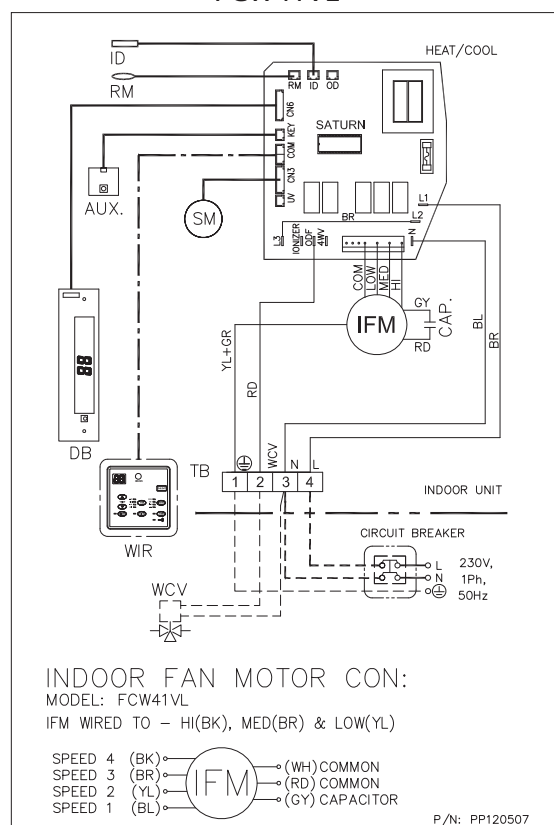 ID
RM
HEAT/COOL
RM ID OD
CN6
KEY
COM
CN3
UV
SATURN
AUX.
SM
L1
BR
L2
L3
IONIZER
ODF
4WV
N
COM
LOW
MED
HI
IFM
GY
CAP.
RD
YL+GR
RD
BL
BR
88
DB
WIR
TB
WCV
N
L
1 2 3 4
INDOOR UNIT
CIRCUIT BREAKER
L
N
230V,
1Ph,
50Hz
WCV
INDOOR FAN MOTOR CON:
MODEL: FCW41VL
IFM WIRED TO – HI(BK), MED(BR) & LOW(YL)
SPEED 4 (BK)
SPEED 3 (BR)
SPEED 2 (YL)
SPEED 1 (BL)
IFM
(WH)COMMON
(RD)COMMON
(GY)CAPACITOR
P/N: PP120507